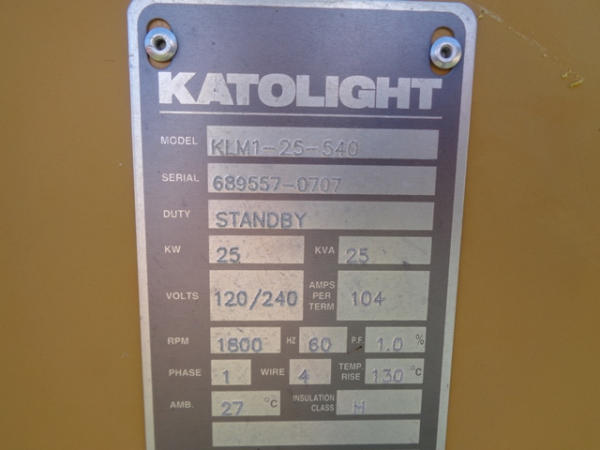 KATOLIGHT
MODEL KLM1-25-540
SERIAL 689557-0707
DUTY STANDBY
KW 25 KVA 25
VOLTS 120/240 AMPS PER TERM 104
RPM 1800 HZ 60 P.F. 1.0 %
PHASE 1 WIRE 4 TEMP. RISE 130 °C
AMB. 27 °C INSULATION CLASS H